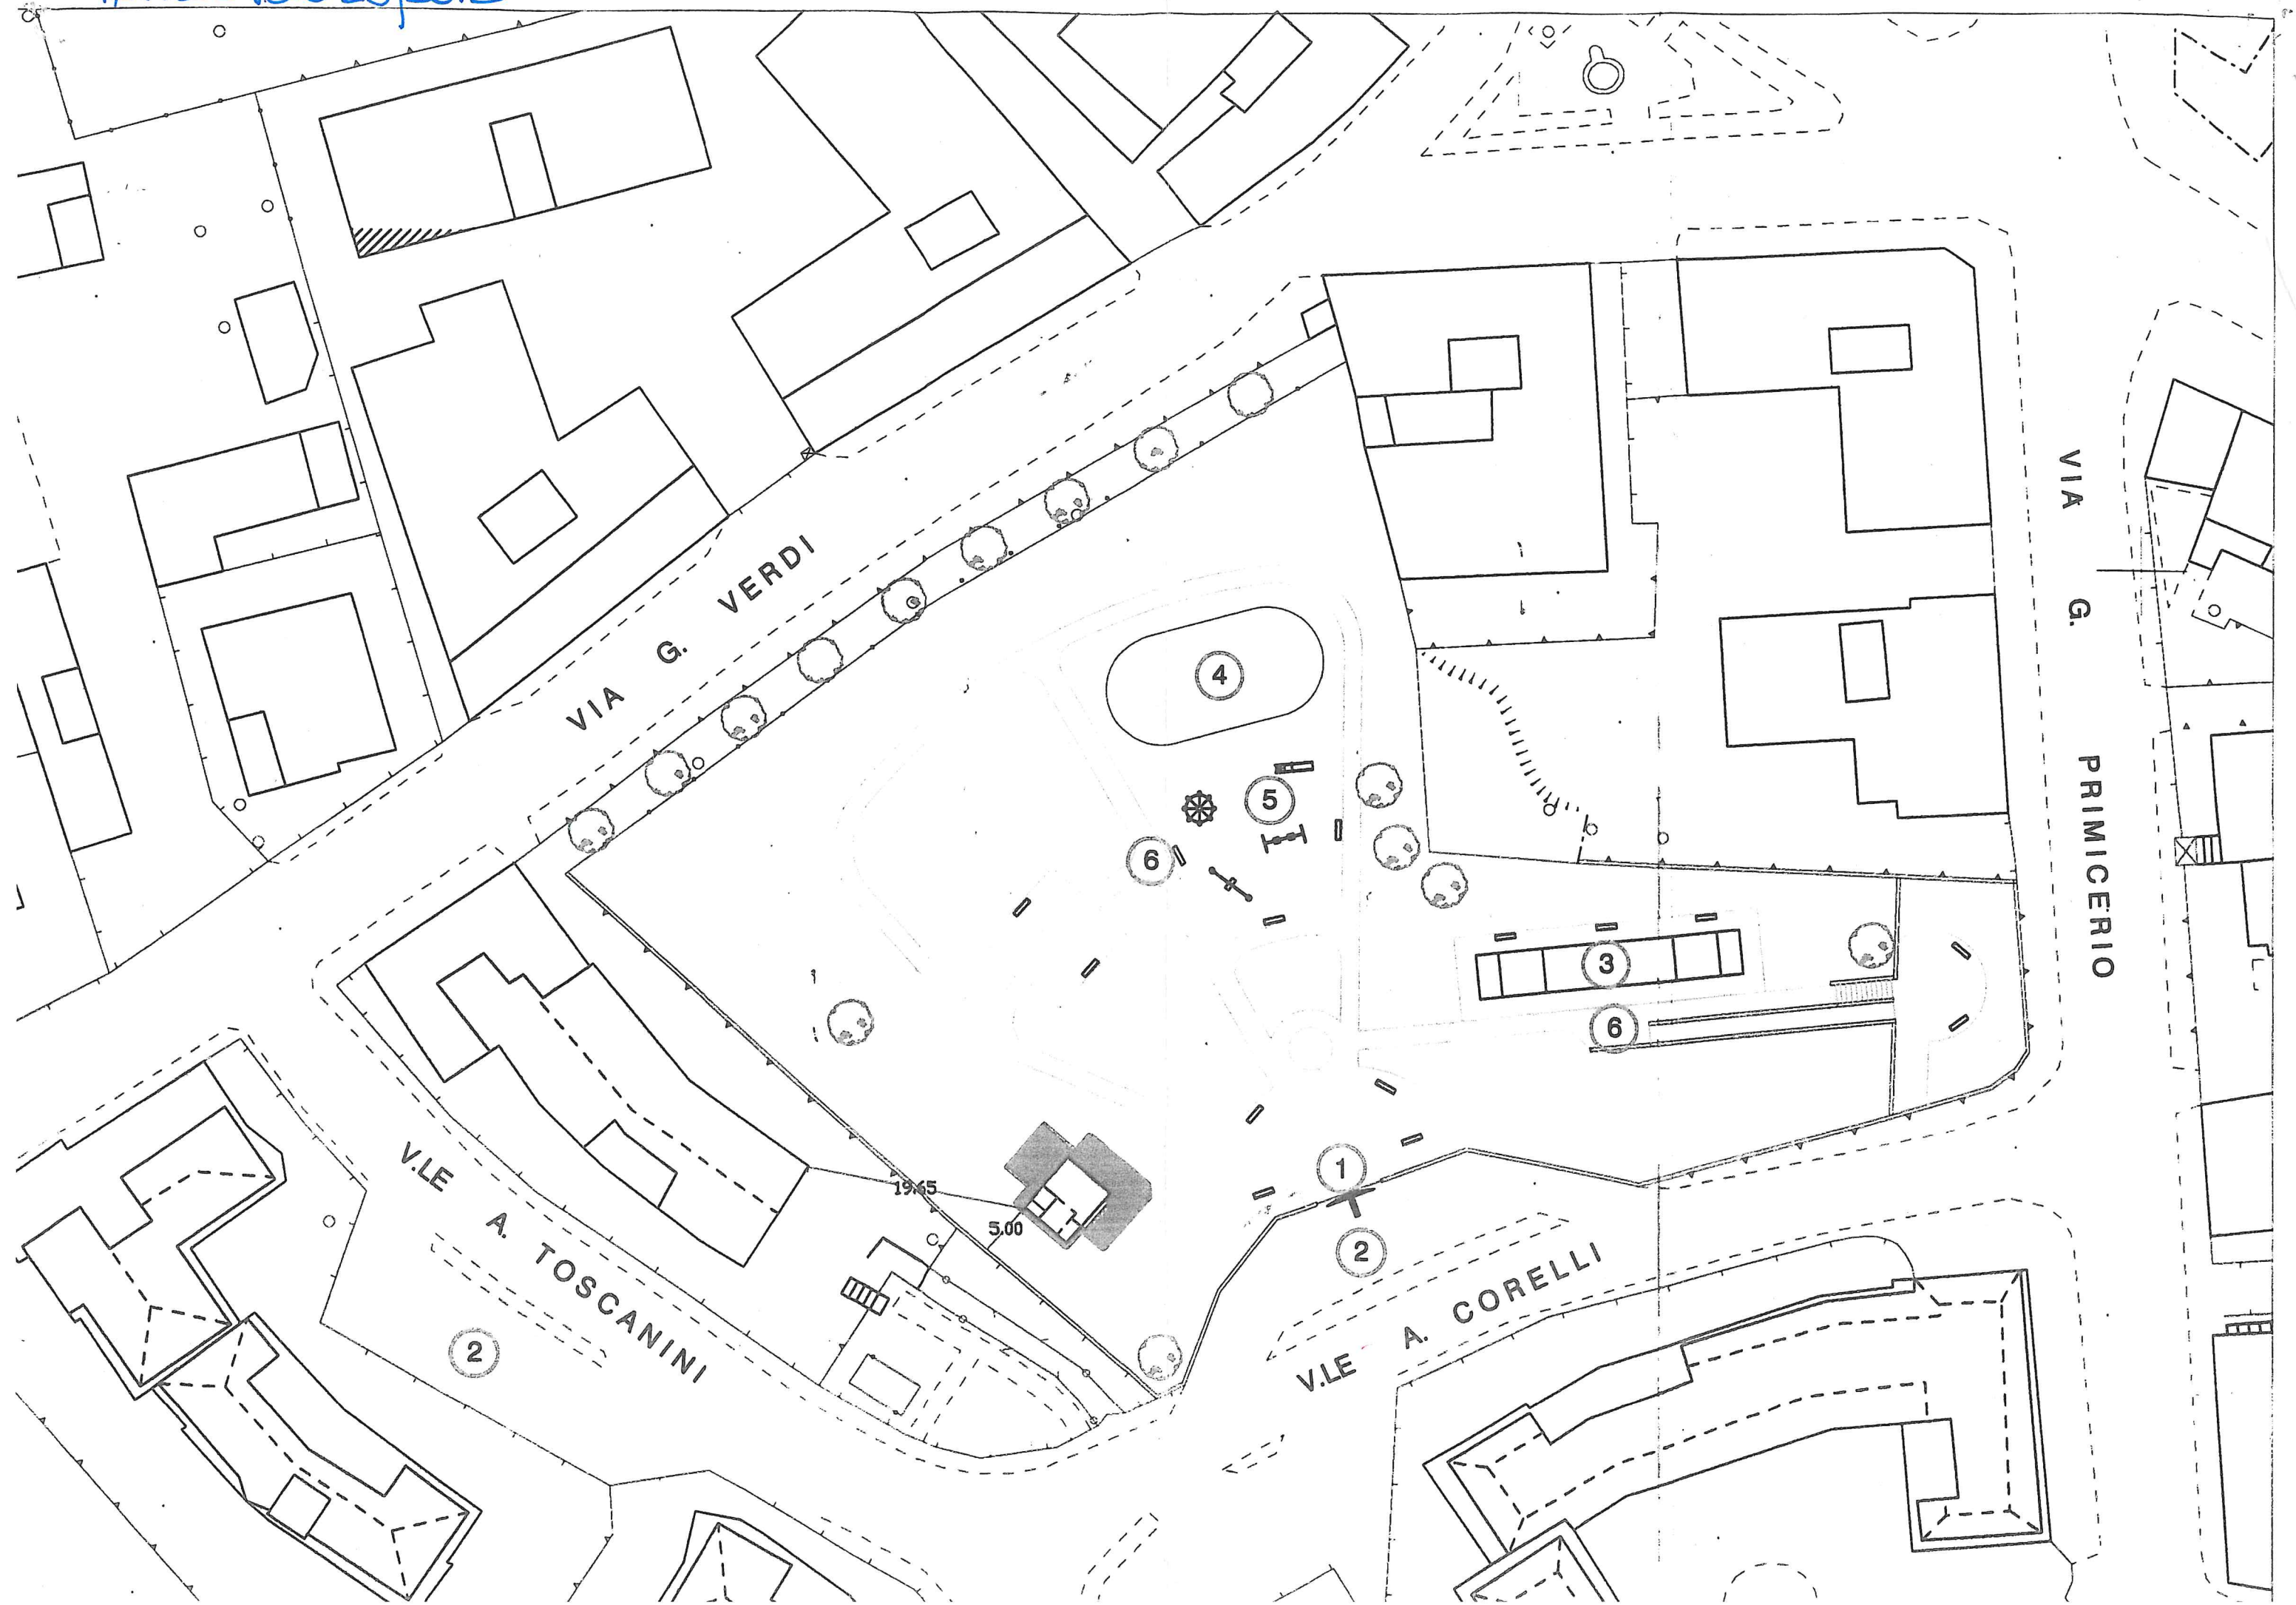 VIA G. VERDI
VIA G. PRIMICERIO
4
5
6
3
6
1
2
19.65
5.00
V.LE A. TOSCANINI
V.LE A. CORELLI
2